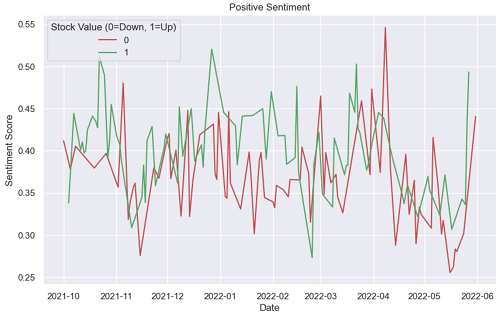 Positive Sentiment
Stock Value (0=Down, 1=Up)
0
1
0.55
0.50
0.45
0.40
0.35
0.30
0.25
Sentiment Score
2021-10 2021-11 2021-12 2022-01 2022-02 2022-03 2022-04 2022-05 2022-06
Date